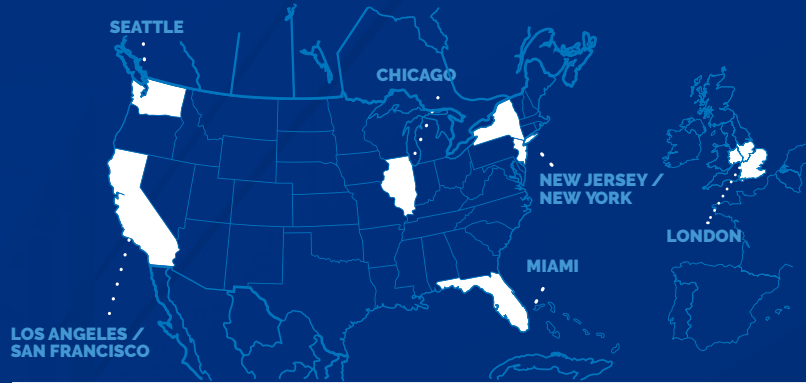 SEATTLE
CHICAGO
NEW JERSEY /
NEW YORK
LONDON
MIAMI
LOS ANGELES /
SAN FRANCISCO